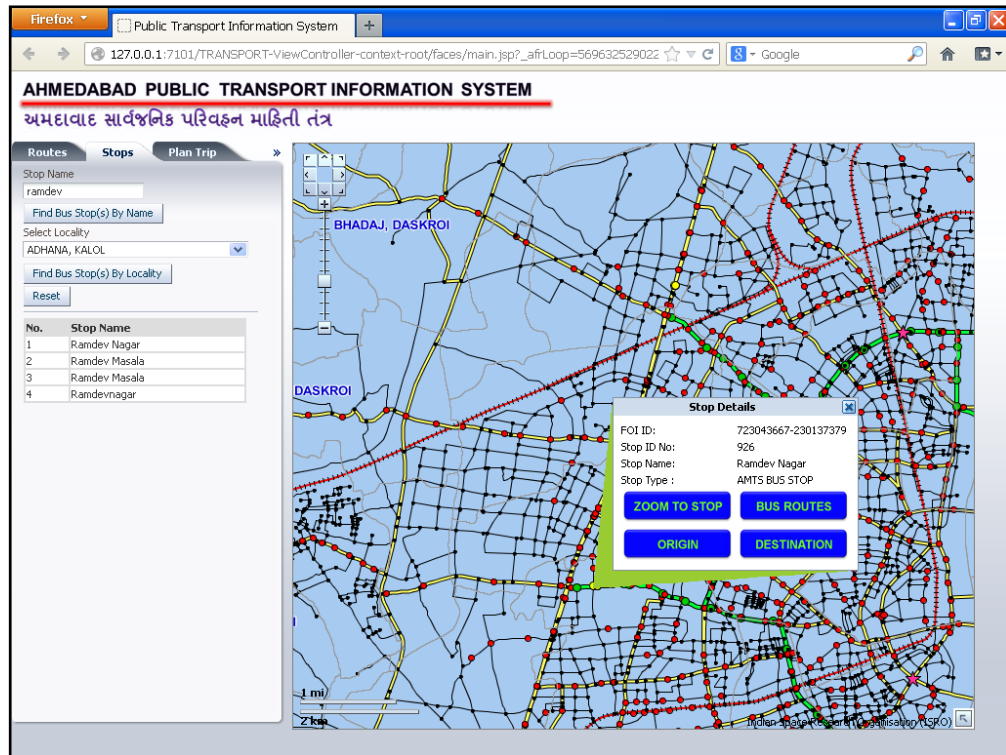 Firefox
Public Transport Information System
127.0.0.1:7101/TRANSPORT-ViewController-context-root/faces/main.jsp?_afrLoop=569632529022
Google
AHMEDABAD PUBLIC TRANSPORT INFORMATION SYSTEM
અમદાવાદ સાર્વજનિક પરિવહન માહિતી તંત્ર
Routes Stops Plan Trip »
Stop Name
ramdev
Find Bus Stop(s) By Name
Select Locality
ADHANA, KALOL
Find Bus Stop(s) By Locality
Reset
No. Stop Name
1 Ramdev Nagar
2 Ramdev Masala
3 Ramdev Masala
4 Ramdevnagar
BHADAJ, DASKROI
DASKROI
Stop Details
FOI ID: 723043667-230137379
Stop ID No: 926
Stop Name: Ramdev Nagar
Stop Type : AMTS BUS STOP
ZOOM TO STOP BUS ROUTES
ORIGIN DESTINATION
I
1 mi
2 km
Indian Space Research Organisation (ISRO)